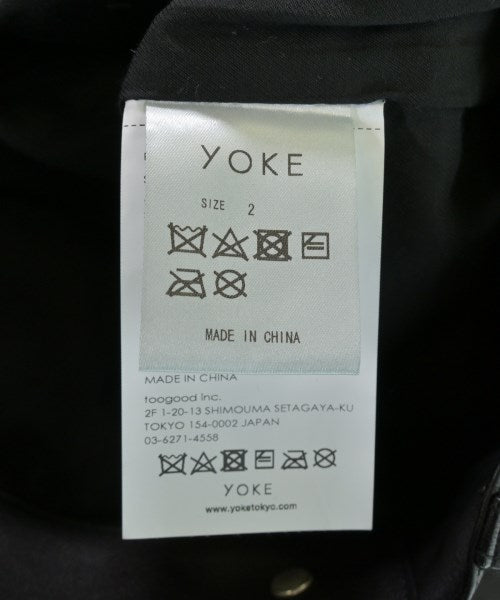 YOKE
SIZE 2
MADE IN CHINA
MADE IN CHINA
toogood Inc.
2F 1-20-13 SHIMOUMA SETAGAYA-KU
TOKYO 154-0002 JAPAN
03-6271-4558
YOKE
www.yoketokyo.com